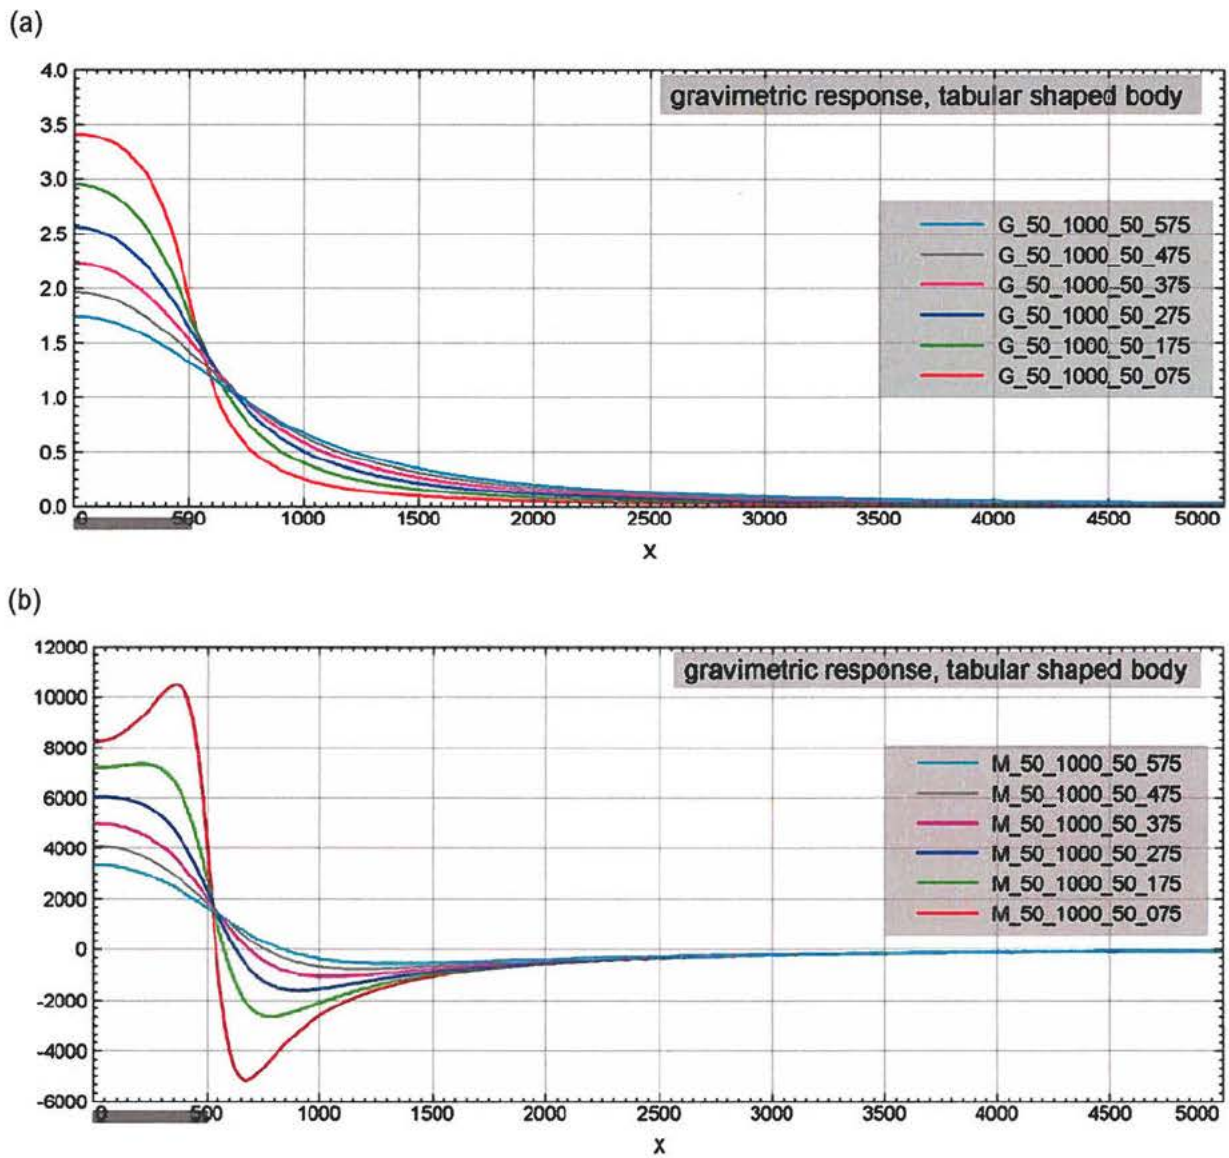 (a)
4.0
gravimetric response, tabular shaped body
3.5
3.0
2.5
2.0
1.5
1.0
0.5
0.0
G_50_1000_50_575
G_50_1000_50_475
G_50_1000_50_375
G_50_1000_50_275
G_50_1000_50_175
G_50_1000_50_075
0 500 1000 1500 2000 2500 3000 3500 4000 4500 5000
X
(b)
12000
gravimetric response, tabular shaped body
10000
8000
6000
4000
2000
0
-2000
-4000
-6000
M_50_1000_50_575
M_50_1000_50_475
M_50_1000_50_375
M_50_1000_50_275
M_50_1000_50_175
M_50_1000_50_075
0 500 1000 1500 2000 2500 3000 3500 4000 4500 5000
X